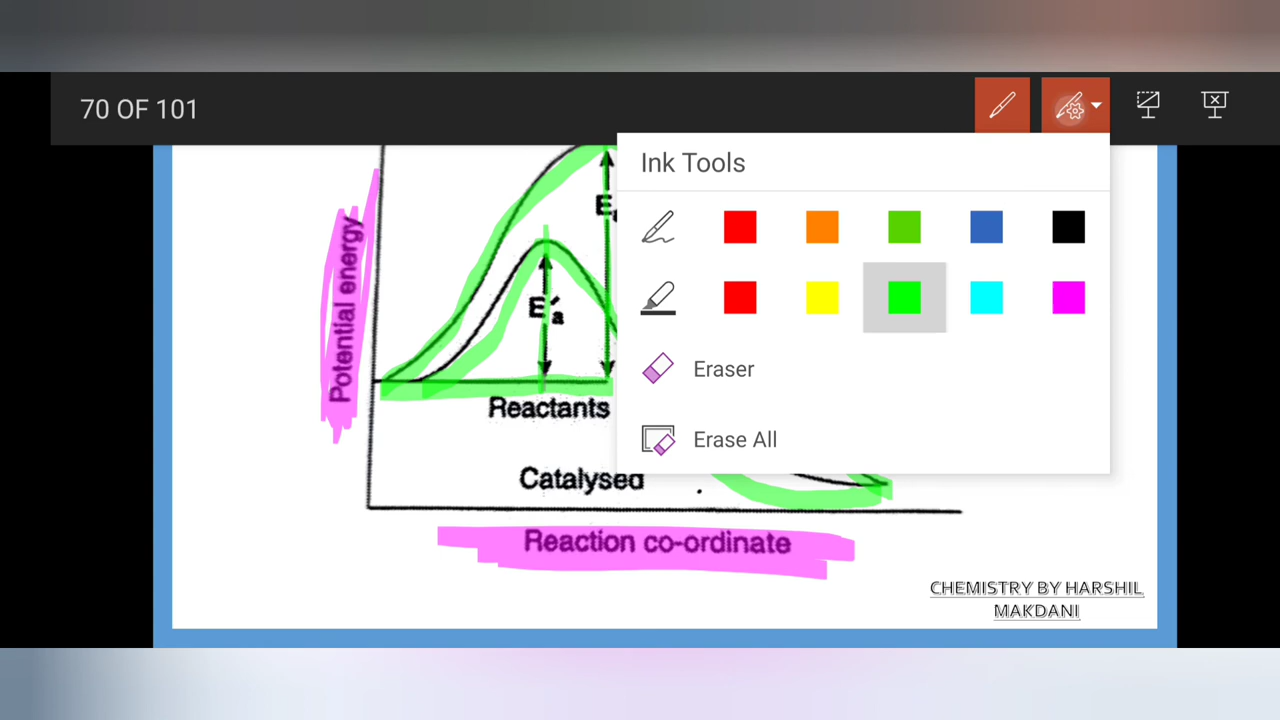 70 OF 101
Ink Tools
Eraser
Erase All
Potential energy
E'a
Reactants
Catalysed
Reaction co-ordinate
CHEMISTRY BY HARSHIL
MAKDANI